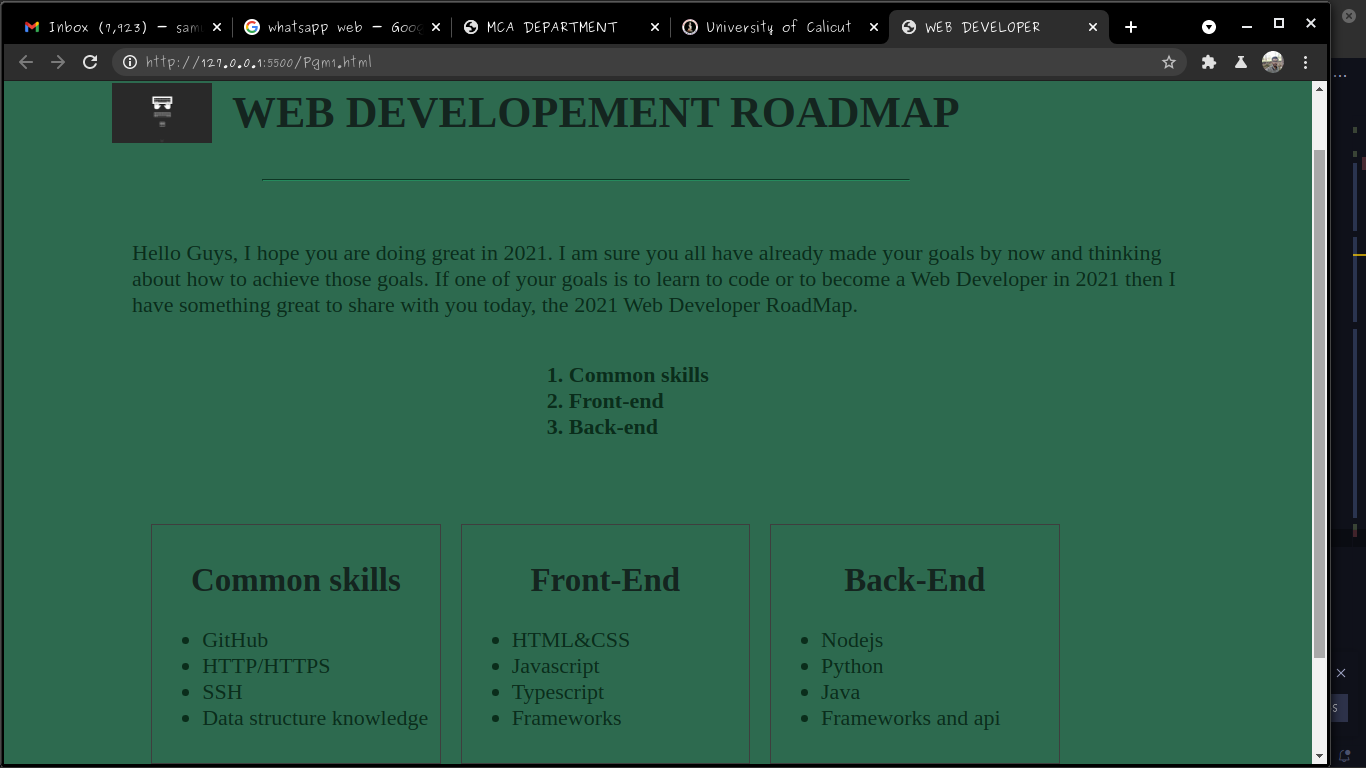 Inbox (7,923) – sam
whatsapp web – Goo
MCA DEPARTMENT
University of Calicut
WEB DEVELOPER
http://127.0.0.1:5500/Pgm1.html
WEB DEVELOPEMENT ROADMAP
Hello Guys, I hope you are doing great in 2021. I am sure you all have already made your goals by now and thinking
about how to achieve those goals. If one of your goals is to learn to code or to become a Web Developer in 2021 then I
have something great to share with you today, the 2021 Web Developer RoadMap.
1. Common skills
2. Front-end
3. Back-end
Common skills
• GitHub
• HTTP/HTTPS
• SSH
• Data structure knowledge
Front-End
• HTML&CSS
• Javascript
• Typescript
• Frameworks
Back-End
• Nodejs
• Python
• Java
• Frameworks and api